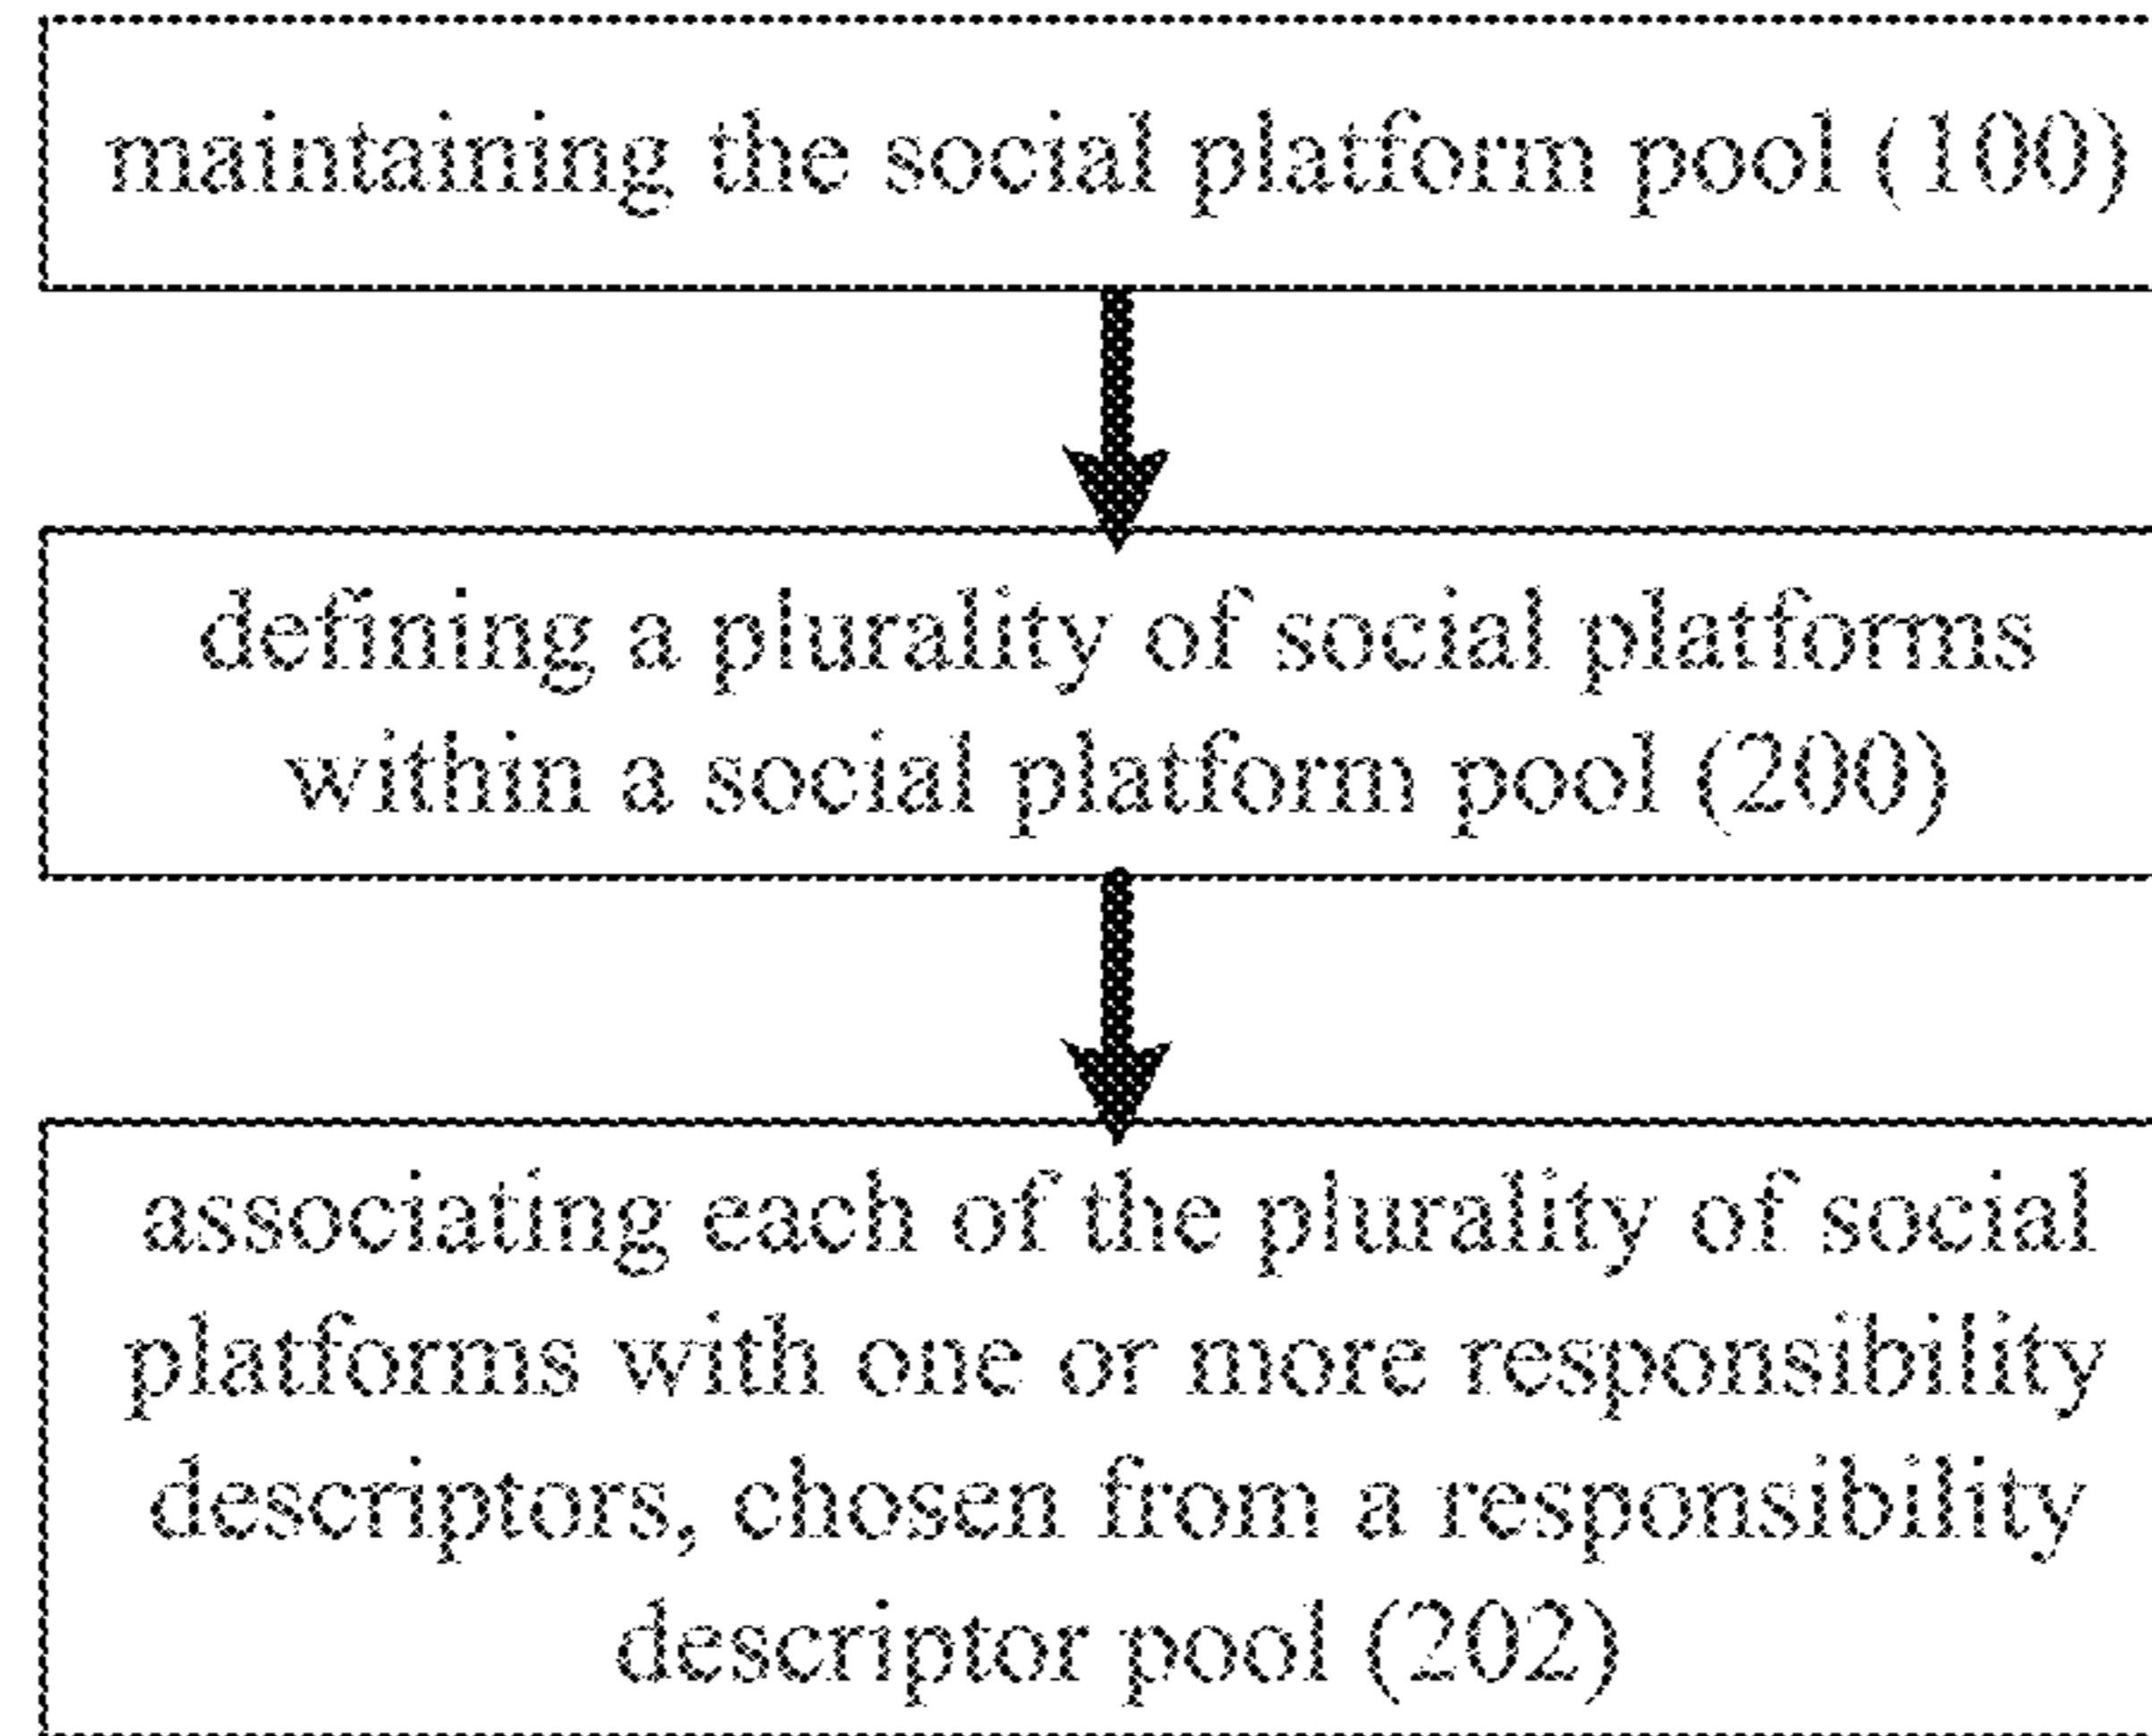 maintaining the social platform pool (100)
defining a plurality of social platforms
within a social platform pool (200)
associating each of the plurality of social
platforms with one or more responsibility
descriptors, chosen from a responsibility
descriptor pool (202)